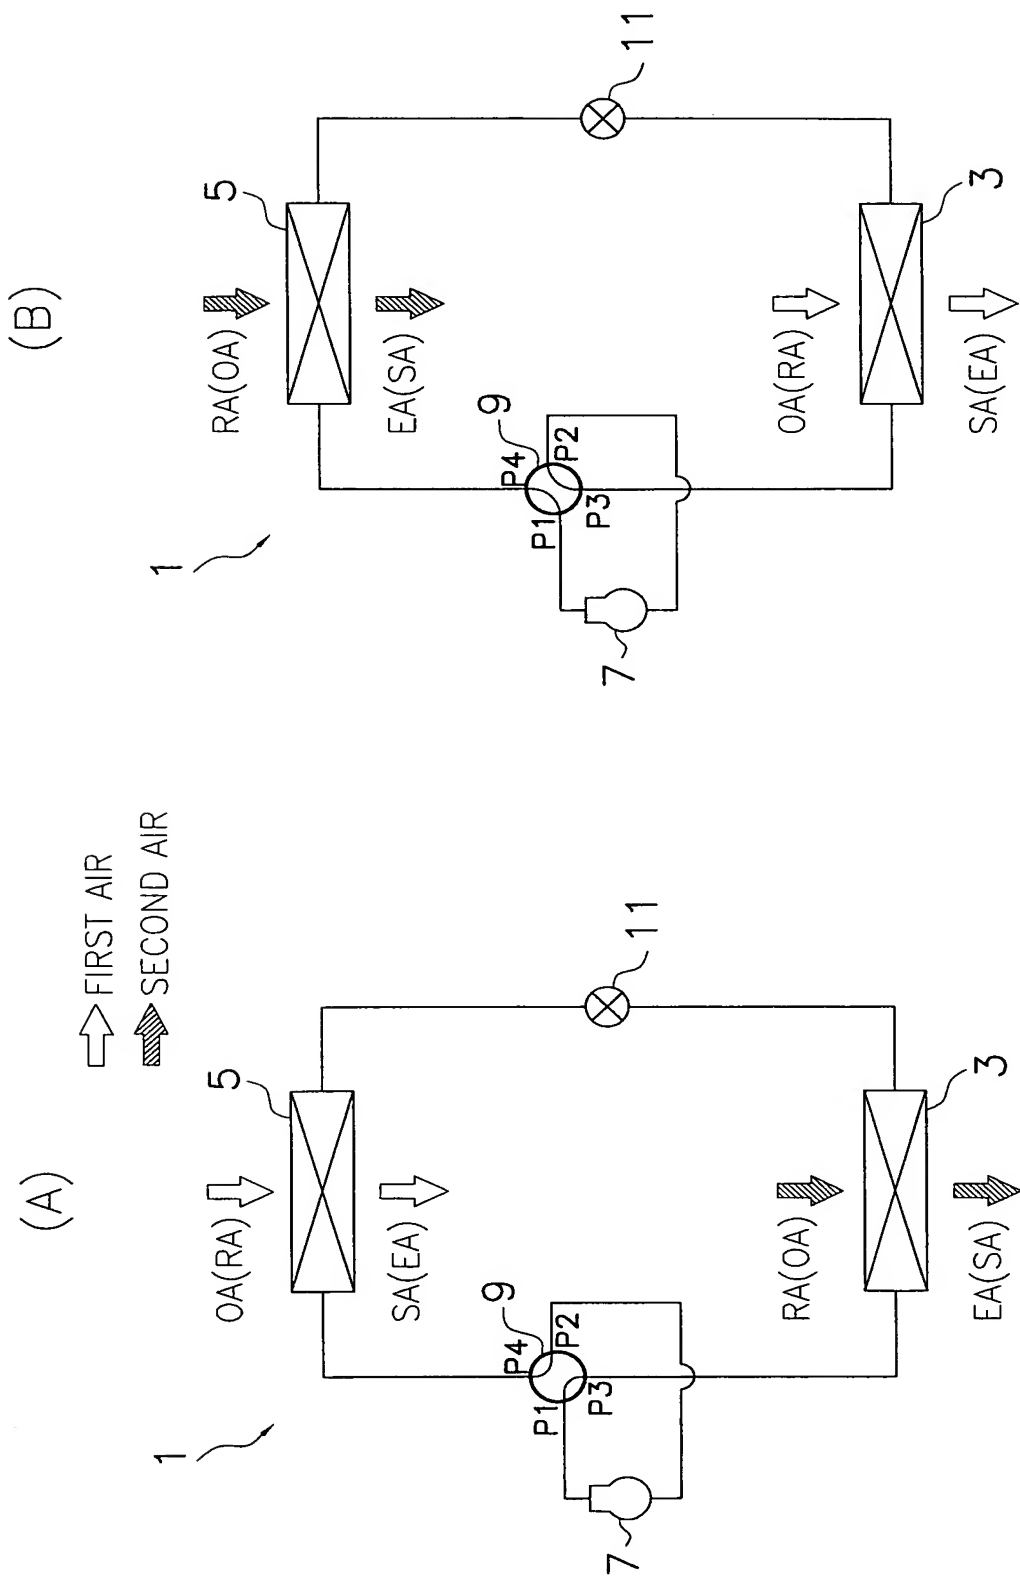 (A)
FIRST AIR
SECOND AIR
1
OA(RA)
5
SA(EA)
9
P4
P1
P2
P3
7
11
RA(OA)
EA(SA)
3
(B)
1
RA(OA)
5
EA(SA)
9
P4
P1
P2
P3
7
11
OA(RA)
SA(EA)
3